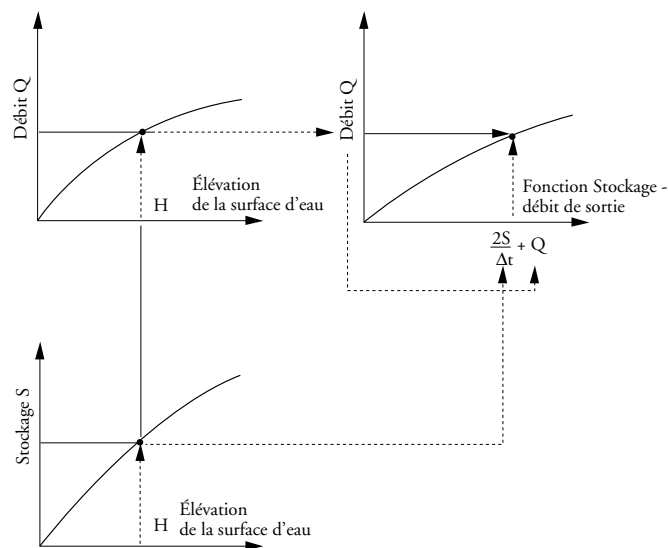 Débit Q
H
Élévation
de la surface d'eau
Débit Q
Fonction Stockage -
débit de sortie
2S
Δt
+ Q
Stockage S
H
Élévation
de la surface d'eau